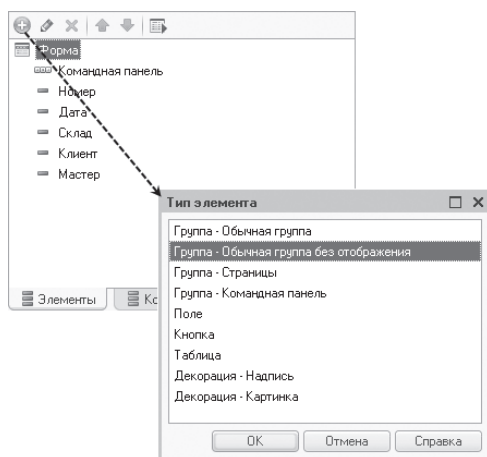 Форма
Командная панель
Номер
Дата
Склад
Клиент
Мастер
Элементы
Тип элемента
Группа - Обычная группа
Группа - Обычная группа без отображения
Группа - Страницы
Группа - Командная панель
Поле
Кнопка
Таблица
Декорация - Надпись
Декорация - Картинка
OK
Отмена
Справка